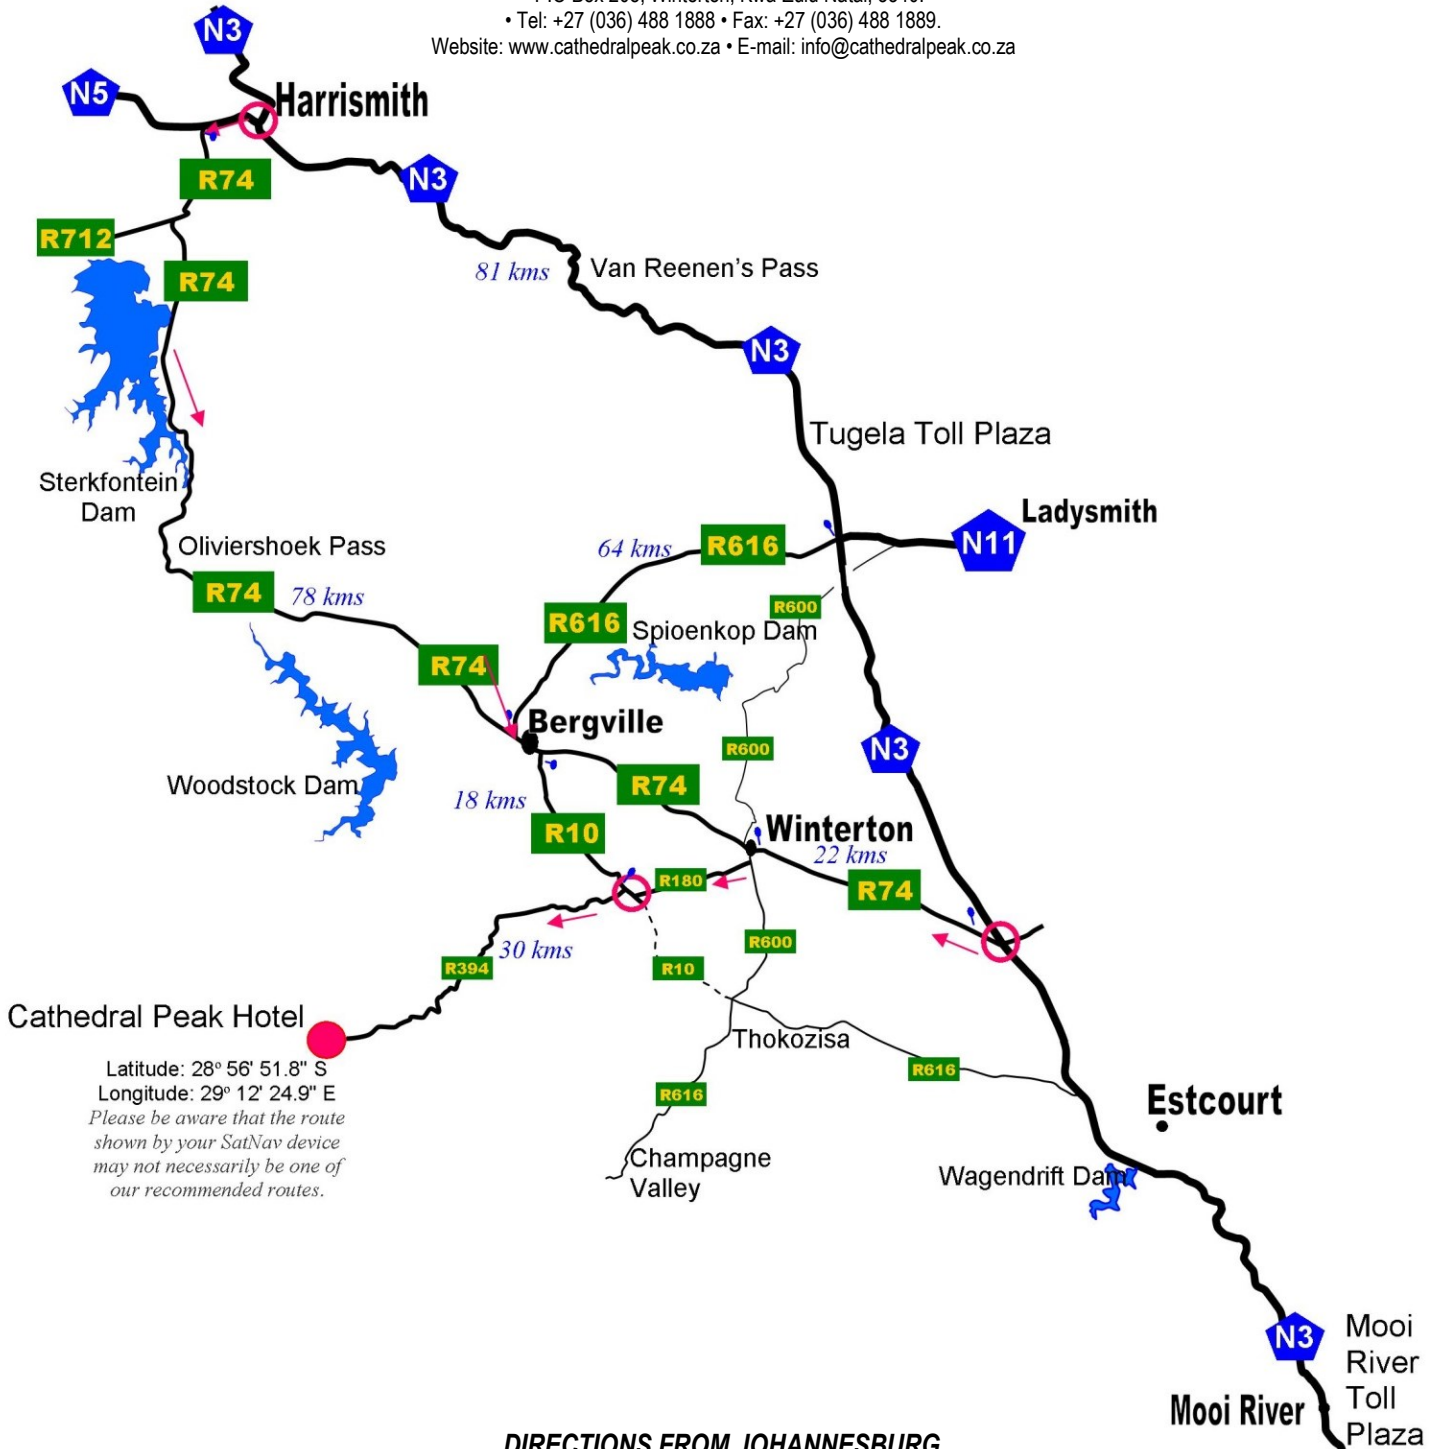 • Tel: +27 (036) 488 1888 • Fax: +27 (036) 488 1889.
Website: www.cathedralpeak.co.za • E-mail: info@cathedralpeak.co.za
N3
N5
Harrismith
R74
N3
R712
R74
81 kms
Van Reenen's Pass
N3
Tugela Toll Plaza
Sterkfontein
Dam
Ladysmith
N11
R616
64 kms
Oliviershoek Pass
R74
78 kms
R600
R616
Spioenkop Dam
R74
Bergville
R600
N3
Woodstock Dam
R74
18 kms
R10
Winterton
22 kms
R180
R74
R600
30 kms
R394
R10
Cathedral Peak Hotel
Thokozisa
Latitude: 28º 56' 51.8" S
Longitude: 29º 12' 24.9" E
Please be aware that the route
shown by your SatNav device
may not necessarily be one of
our recommended routes.
R616
R616
Estcourt
Champagne
Valley
Wagendrift Dam
N3
Mooi
River
Toll
Plaza
Mooi River
DIRECTIONS FROM JOHANNESBURG